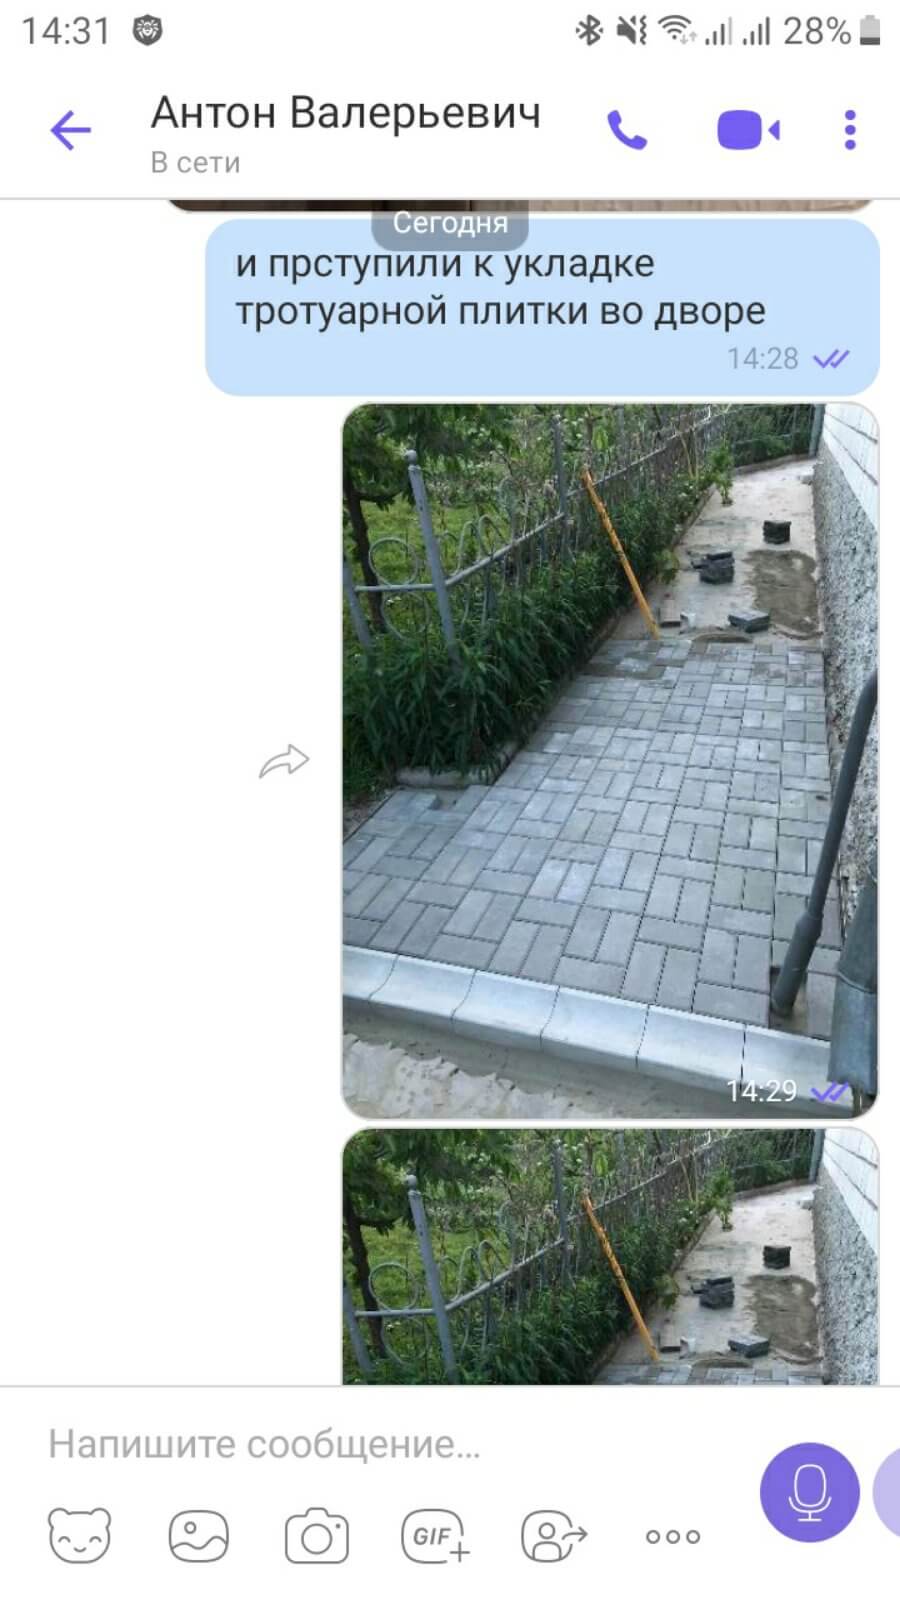 14:31
28%
Антон Валерьевич
В сети
Сегодня
и прступили к укладке
тротуарной плитки во дворе
14:28
14:29
Напишите сообщение...
GIF